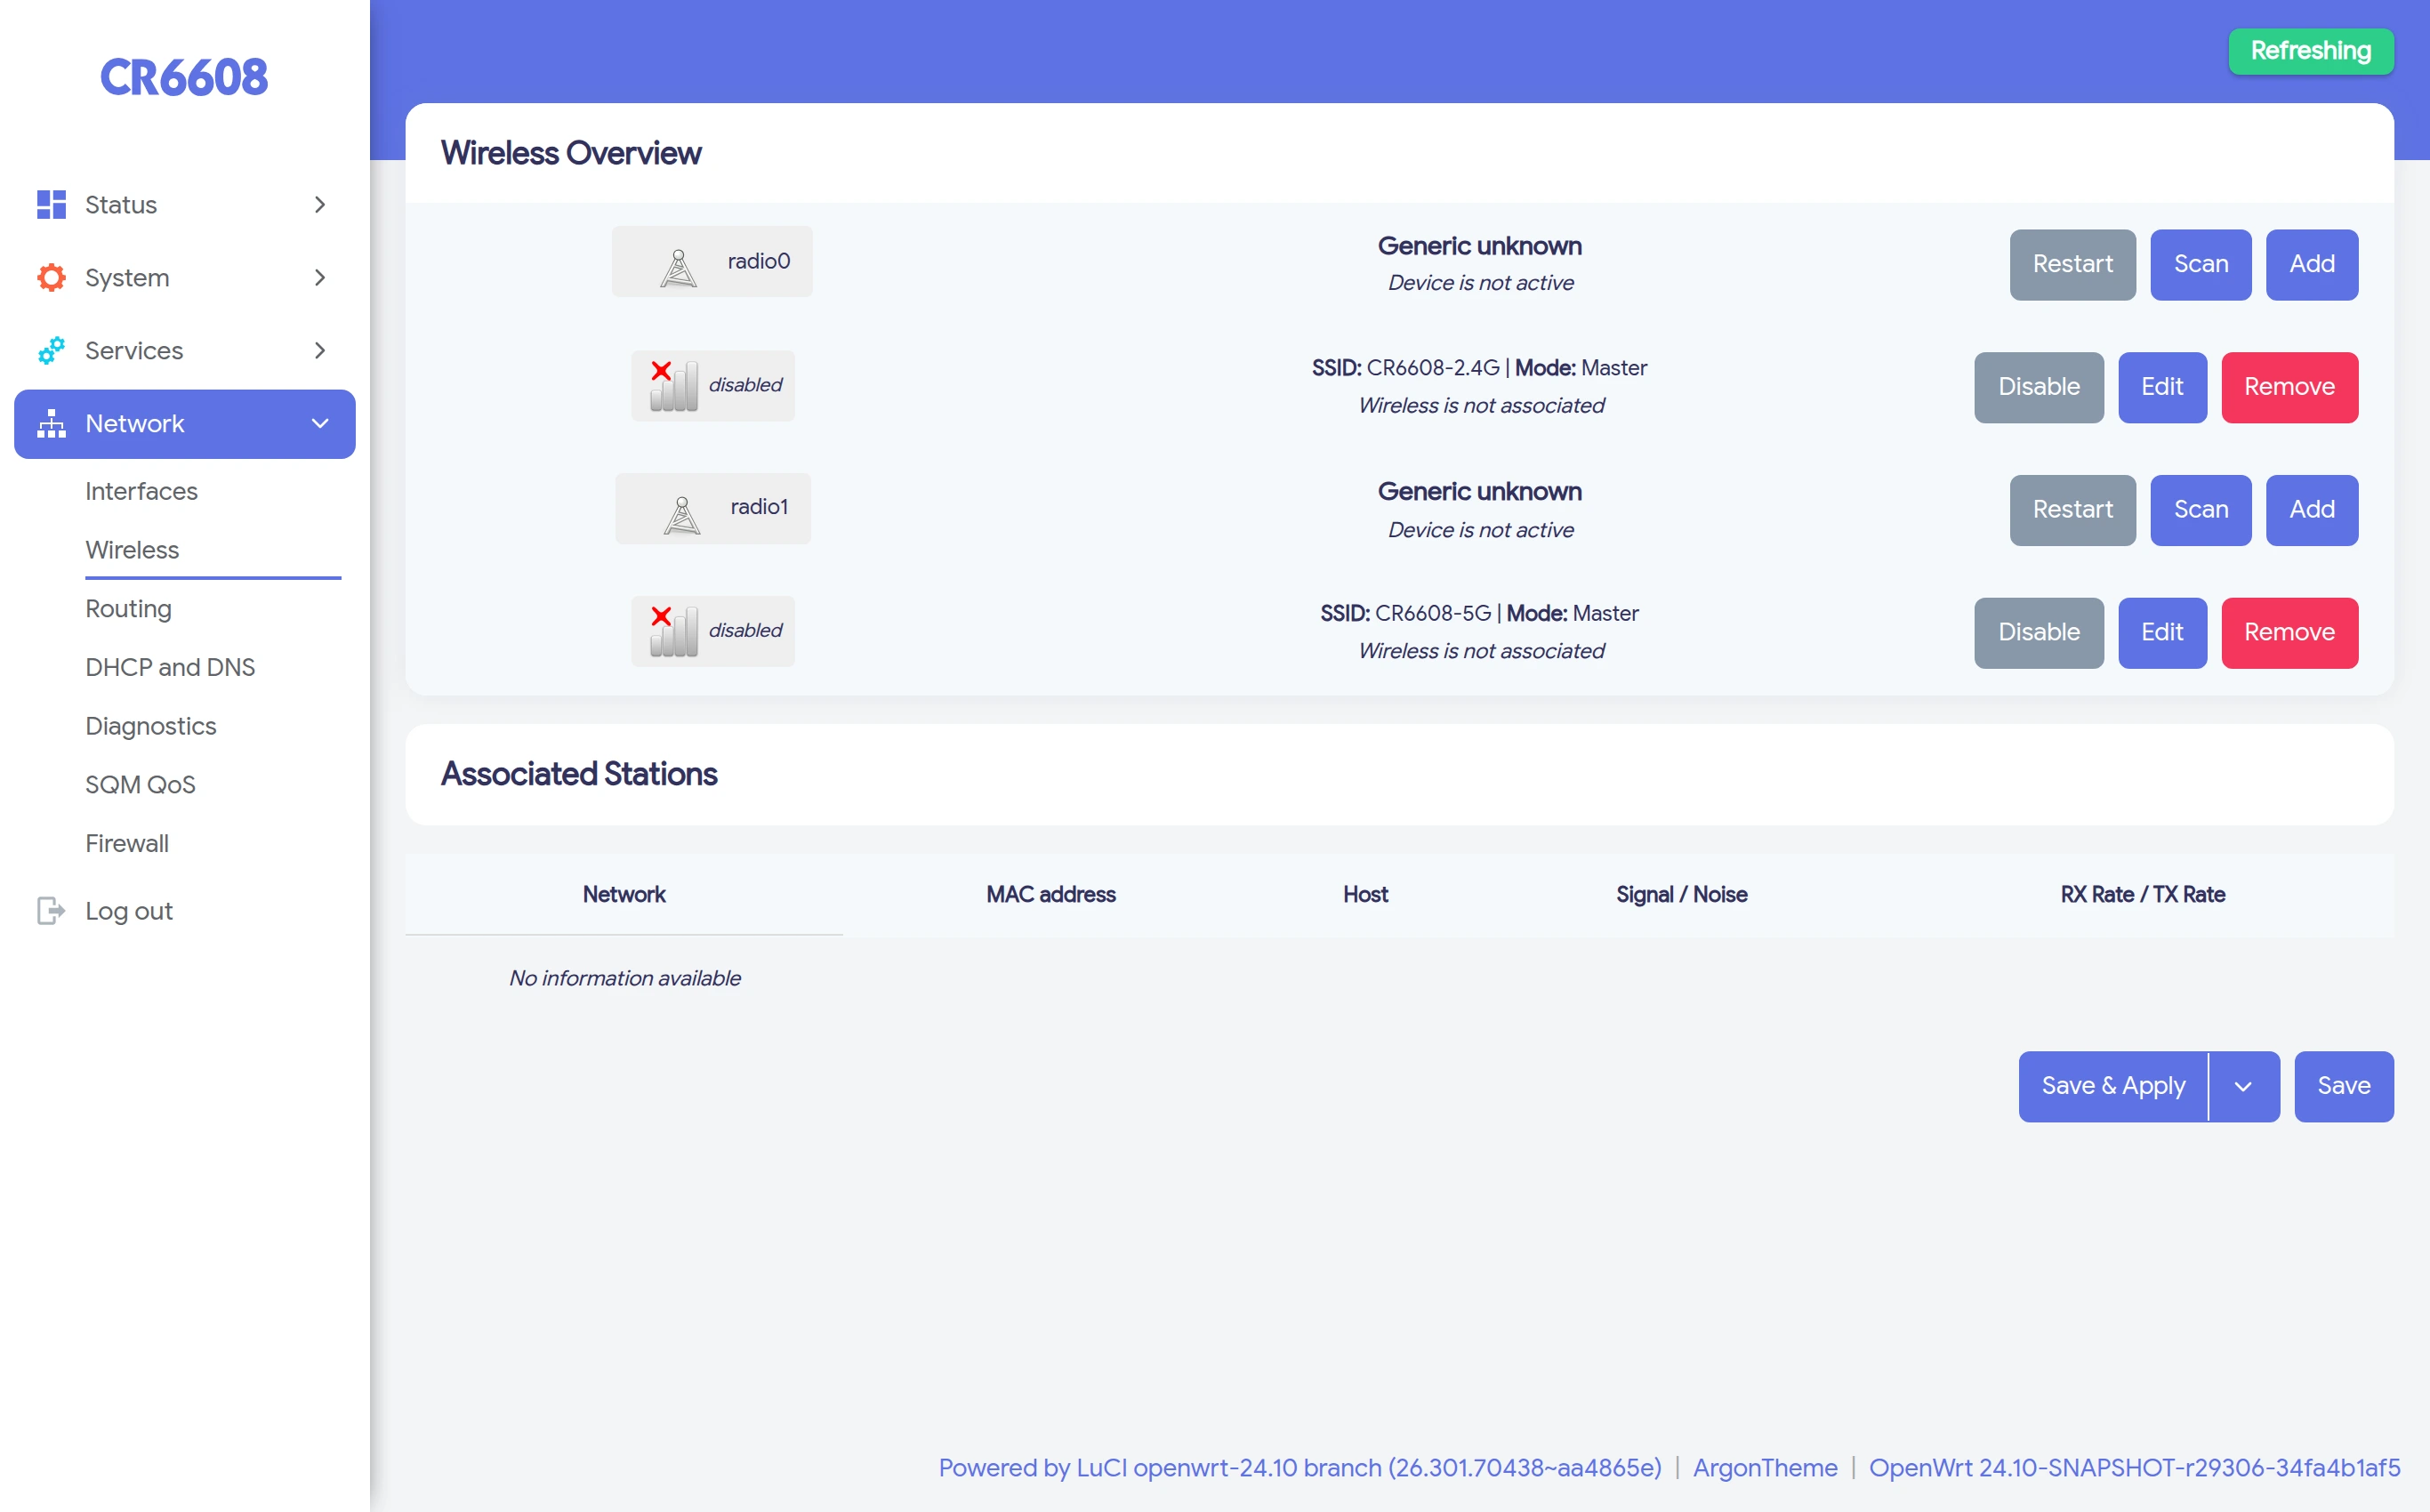 CR6608
Refreshing
Status
System
Services
Network
Interfaces
Wireless
Routing
DHCP and DNS
Diagnostics
SQM QoS
Firewall
Log out
Wireless Overview
radio0
Generic unknown
Device is not active
Restart Scan Add
disabled
SSID: CR6608-2.4G | Mode: Master
Wireless is not associated
Disable Edit Remove
radio1
Generic unknown
Device is not active
Restart Scan Add
disabled
SSID: CR6608-5G | Mode: Master
Wireless is not associated
Disable Edit Remove
Associated Stations
Network MAC address Host Signal / Noise RX Rate / TX Rate
No information available
Save & Apply Save
Powered by LuCI openwrt-24.10 branch (26.301.70438~aa4865e) | ArgonTheme | OpenWrt 24.10-SNAPSHOT-r29306-34fa4b1af5